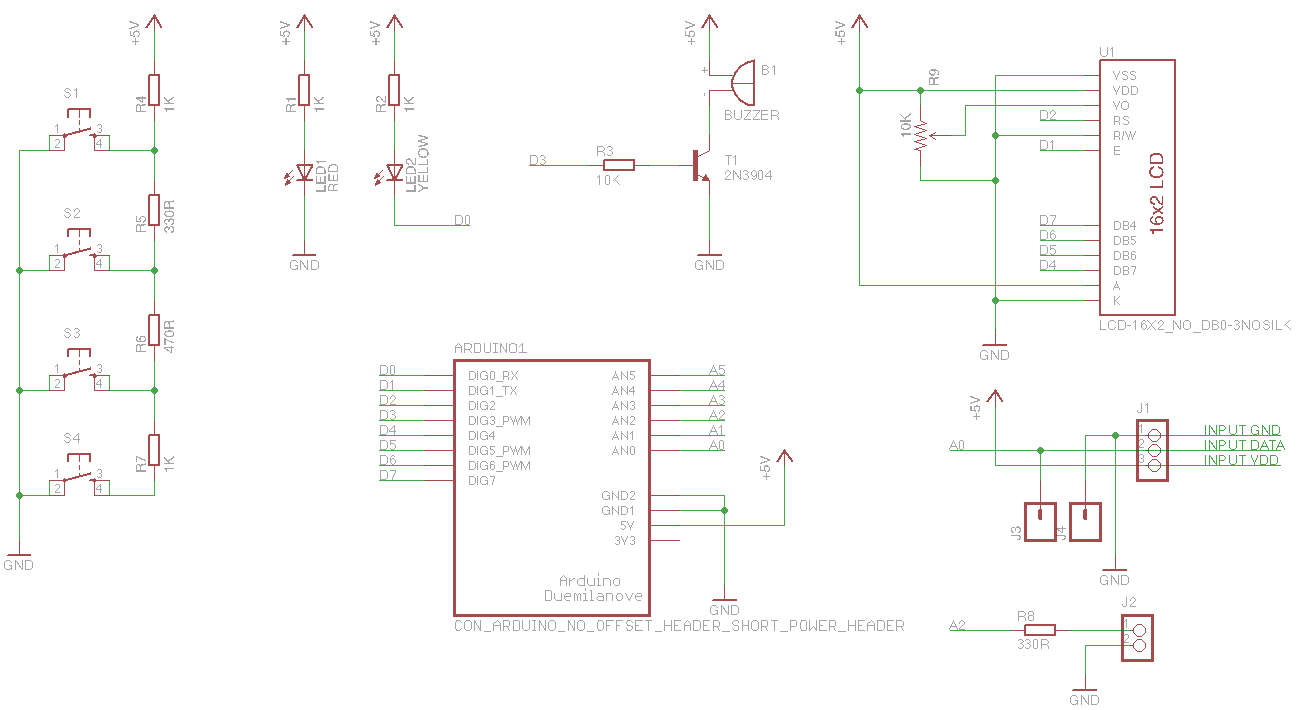 +5V
R4
1K
S1
1
2
3
4
R5
330R
S2
1
2
3
4
R6
470R
S3
1
2
3
4
R7
1K
S4
1
2
3
4
GND
+5V
R1
1K
LED1
RED
GND
+5V
R2
1K
LED2
YELLOW
D0
+5V
+
-
B1
BUZZER
D3
R3
10K
T1
2N3904
GND
+5V
R9
10K
U1
VSS
VDD
VO
D2
RS
R/W
D1
E
D7
DB4
D6
DB5
D5
DB6
D4
DB7
A
K
16x2 LCD
LCD-16X2_NO_DB0-3NOSILK
GND
ARDUINO1
D0
DIG0_RX
AN5
A5
D1
DIG1_TX
AN4
A4
D2
DIG2
AN3
A3
D3
DIG3_PWM
AN2
A2
D4
DIG4
AN1
A1
D5
DIG5_PWM
AN0
A0
D6
DIG6_PWM
D7
DIG7
GND2
GND1
5V
3V3
+5V
Arduino
Duemilanove
GND
CON_ARDUINO_NO_OFFSET_HEADER_SHORT_POWER_HEADER
+5V
J1
1
INPUT GND
A0
2
INPUT DATA
3
INPUT VDD
J3
J4
GND
J2
A2
R8
330R
1
2
GND